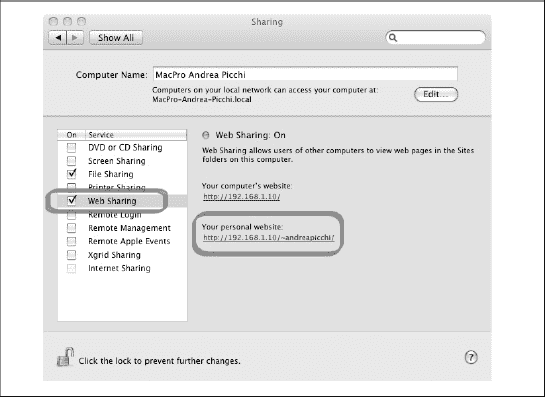 Sharing
Show All
Computer Name: MacPro Andrea Picchi
Computers on your local network can access your computer at:
MacPro-Andrea-Picchi.local
Edit...
On Service
DVD or CD Sharing
Screen Sharing
File Sharing
Printer Sharing
Web Sharing
Remote Login
Remote Management
Remote Apple Events
Xgrid Sharing
Internet Sharing
Web Sharing: On
Web Sharing allows users of other computers to view web pages in the Sites
folders on this computer.
Your computer's website:
http://192.168.1.10/
Your personal website:
http://192.168.1.10/~andreapicchi/
Click the lock to prevent further changes.
?